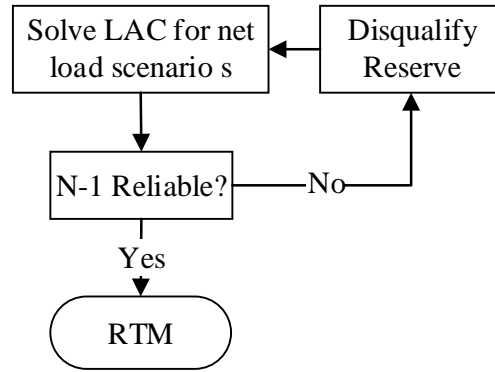 Solve LAC for net
load scenario s
Disqualify
Reserve
N-1 Reliable?
No
Yes
RTM